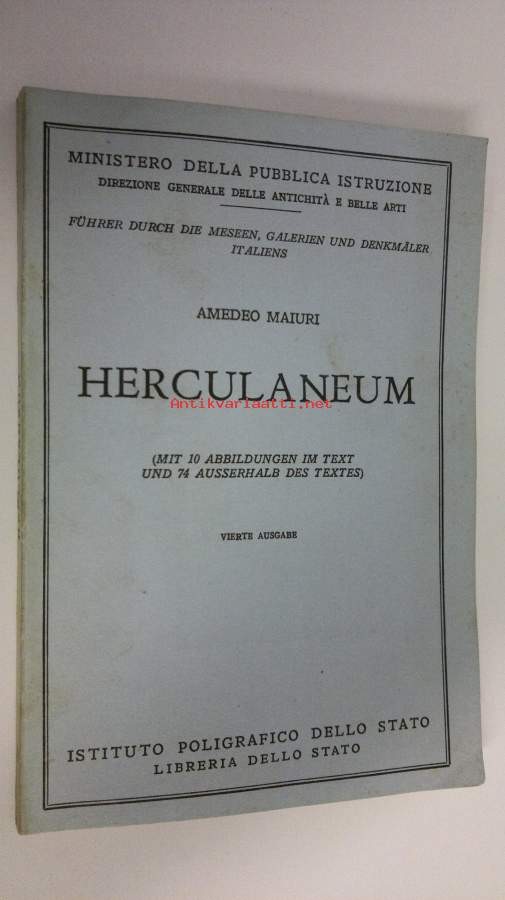 MINISTERO DELLA PUBBLICA ISTRUZIONE
DIREZIONE GENERALE DELLE ANTICHITÀ E BELLE ARTI
FÜHRER DURCH DIE MESEEN, GALERIEN UND DENKMÄLER
ITALIENS
AMEDEO MAIURI
HERCULANEUM
Antikvariaatti.net
(MIT 10 ABBILDUNGEN IM TEXT
UND 74 AUSSERHALB DES TEXTES)
VIERTE AUSGABE
ISTITUTO POLIGRAFICO DELLO STATO
LIBRERIA DELLO STATO